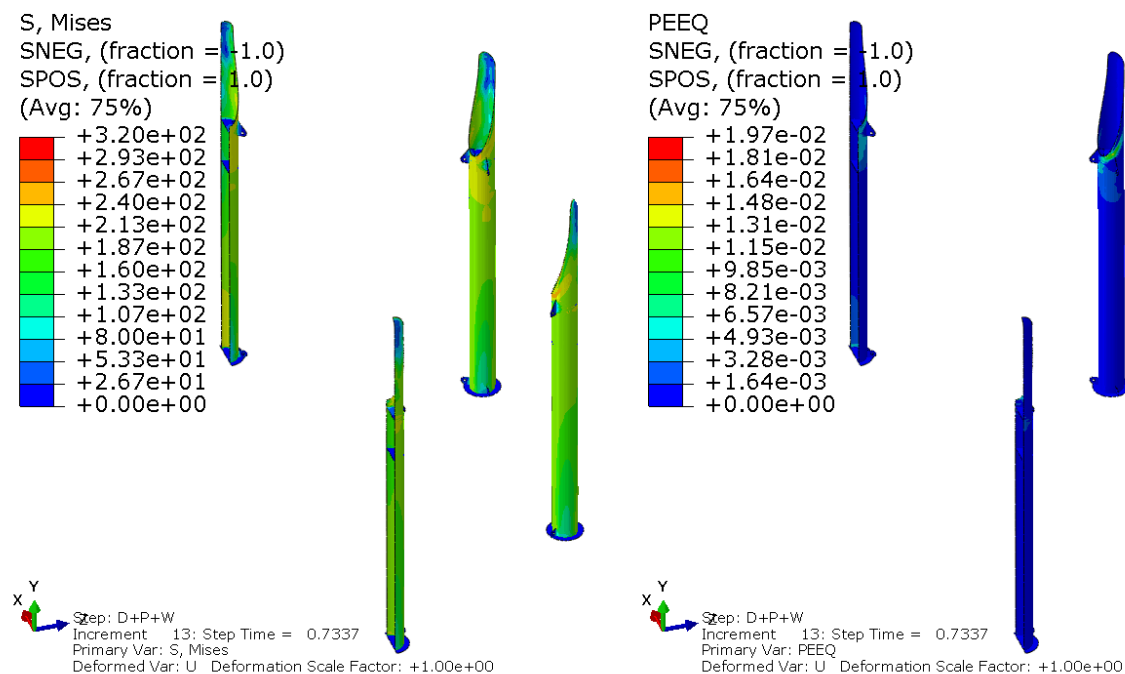 S, Mises
SNEG, (fraction = -1.0)
SPOS, (fraction = 1.0)
(Avg: 75%)
+3.20e+02
+2.93e+02
+2.67e+02
+2.40e+02
+2.13e+02
+1.87e+02
+1.60e+02
+1.33e+02
+1.07e+02
+8.00e+01
+5.33e+01
+2.67e+01
+0.00e+00
Y
X
Z
Step: D+P+W
Increment 13: Step Time = 0.7337
Primary Var: S, Mises
Deformed Var: U Deformation Scale Factor: +1.00e+00
PEEQ
SNEG, (fraction = -1.0)
SPOS, (fraction = 1.0)
(Avg: 75%)
+1.97e-02
+1.81e-02
+1.64e-02
+1.48e-02
+1.31e-02
+1.15e-02
+9.85e-03
+8.21e-03
+6.57e-03
+4.93e-03
+3.28e-03
+1.64e-03
+0.00e+00
Y
X
Z
Step: D+P+W
Increment 13: Step Time = 0.7337
Primary Var: PEEQ
Deformed Var: U Deformation Scale Factor: +1.00e+00